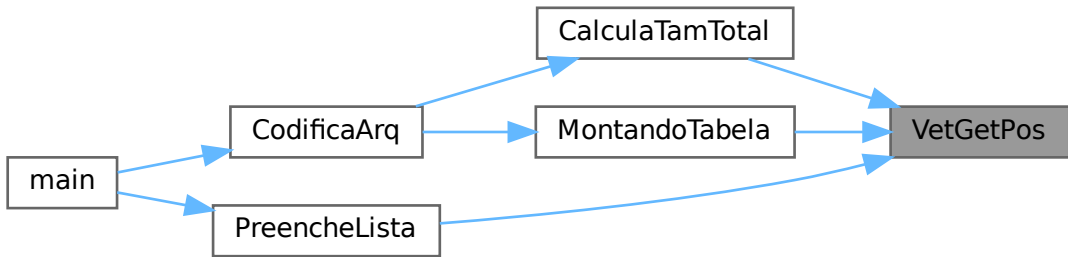 CalculaTamTotal
CodificaArq
MontandoTabela
VetGetPos
main
PreencheLista